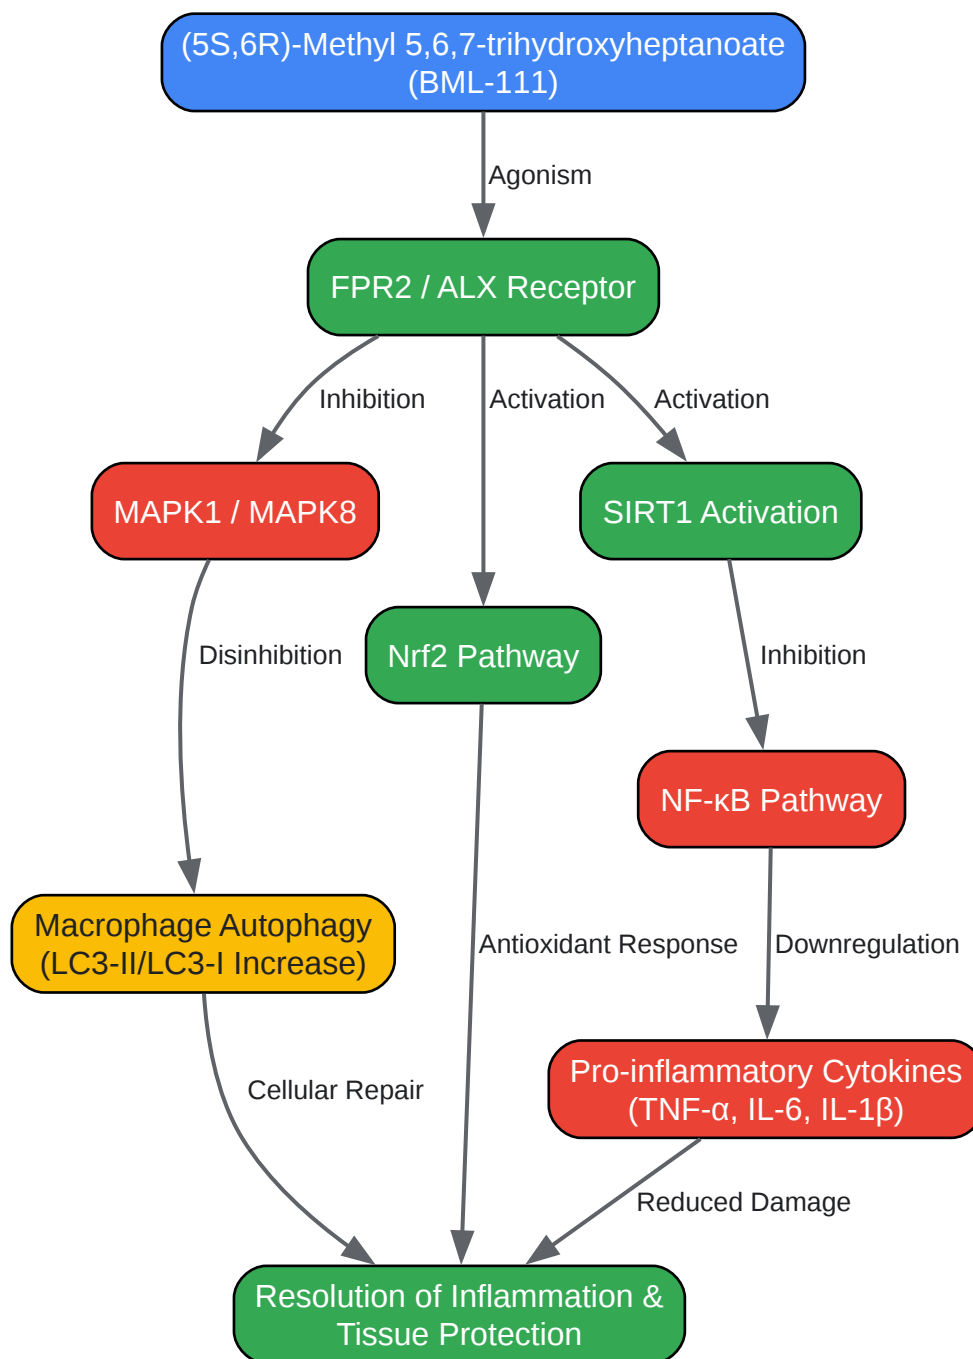 (5S,6R)-Methyl 5,6,7-trihydroxyheptanoate
(BML-111)
Agonism
FPR2 / ALX Receptor
Inhibition
Activation
Activation
MAPK1 / MAPK8
SIRT1 Activation
Disinhibition
Nrf2 Pathway
Inhibition
NF-κB Pathway
Macrophage Autophagy
(LC3-II/LC3-I Increase)
Antioxidant Response
Downregulation
Cellular Repair
Pro-inflammatory Cytokines
(TNF-α, IL-6, IL-1β)
Reduced Damage
Resolution of Inflammation &
Tissue Protection